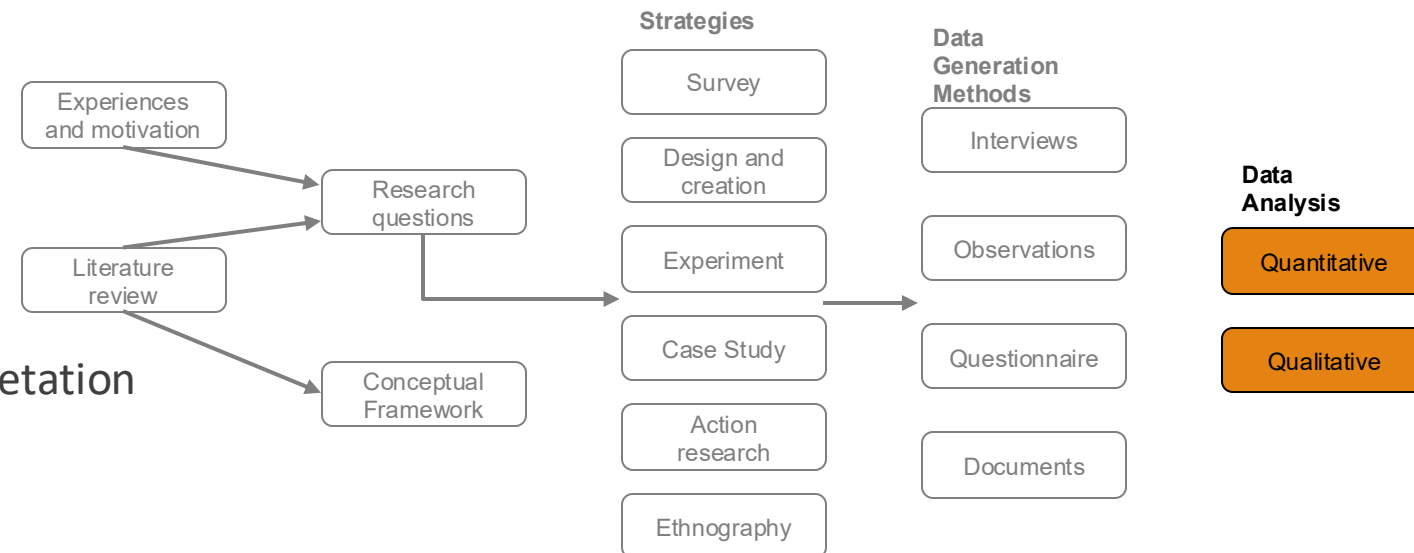 Experiences
and motivation
Literature
review
etation
Research
questions
Conceptual
Framework
Strategies
Survey
Design and
creation
Experiment
Case Study
Action
research
Ethnography
Data
Generation
Methods
Interviews
Observations
Questionnaire
Documents
Data
Analysis
Quantitative
Qualitative